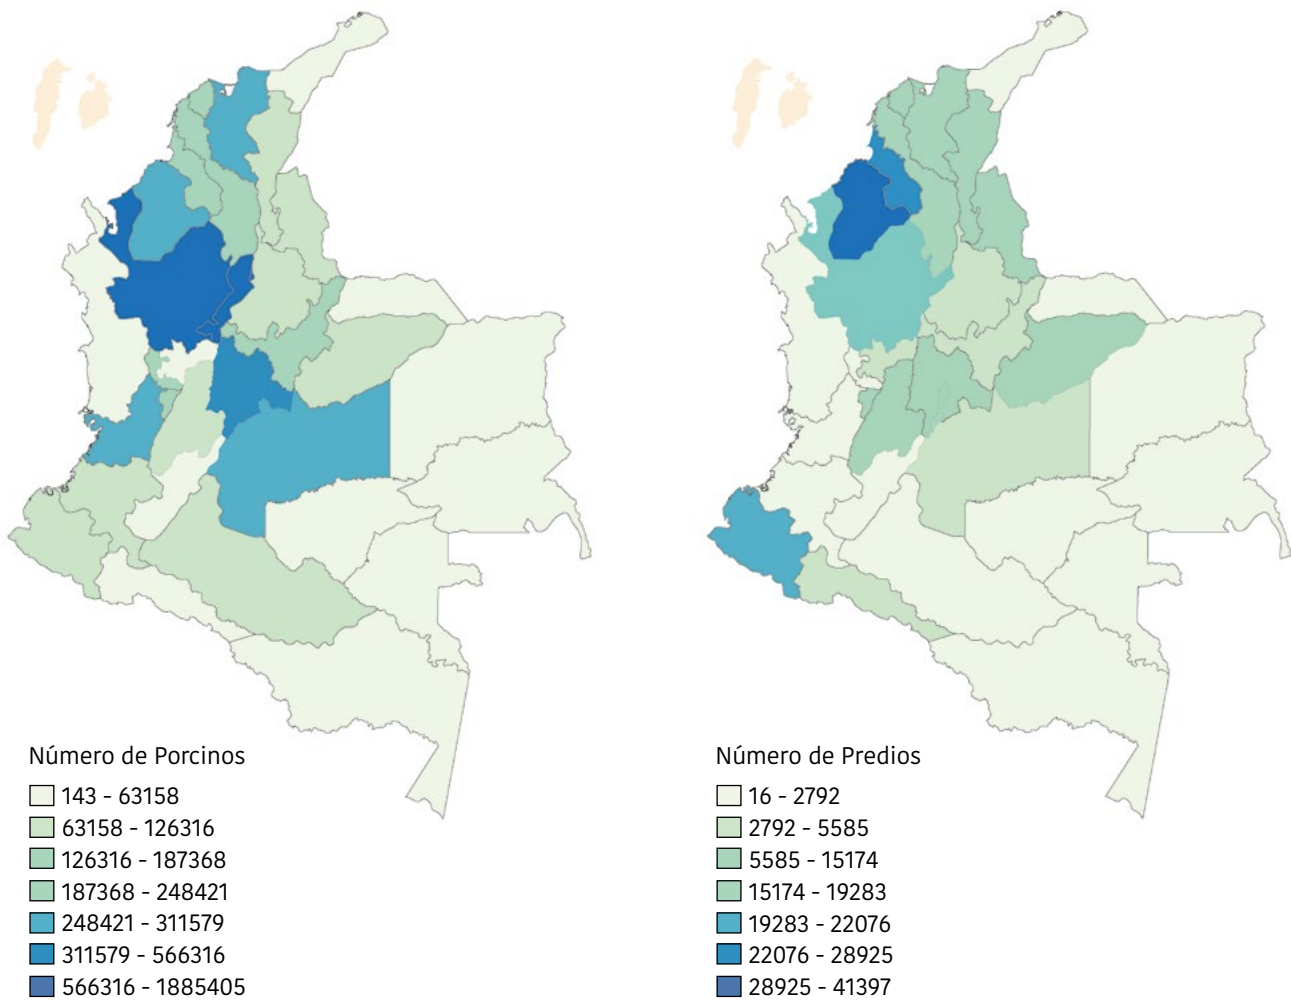 Número de Porcinos
143 - 63158
63158 - 126316
126316 - 187368
187368 - 248421
248421 - 311579
311579 - 566316
566316 - 1885405
Número de Predios
16 - 2792
2792 - 5585
5585 - 15174
15174 - 19283
19283 - 22076
22076 - 28925
28925 - 41397